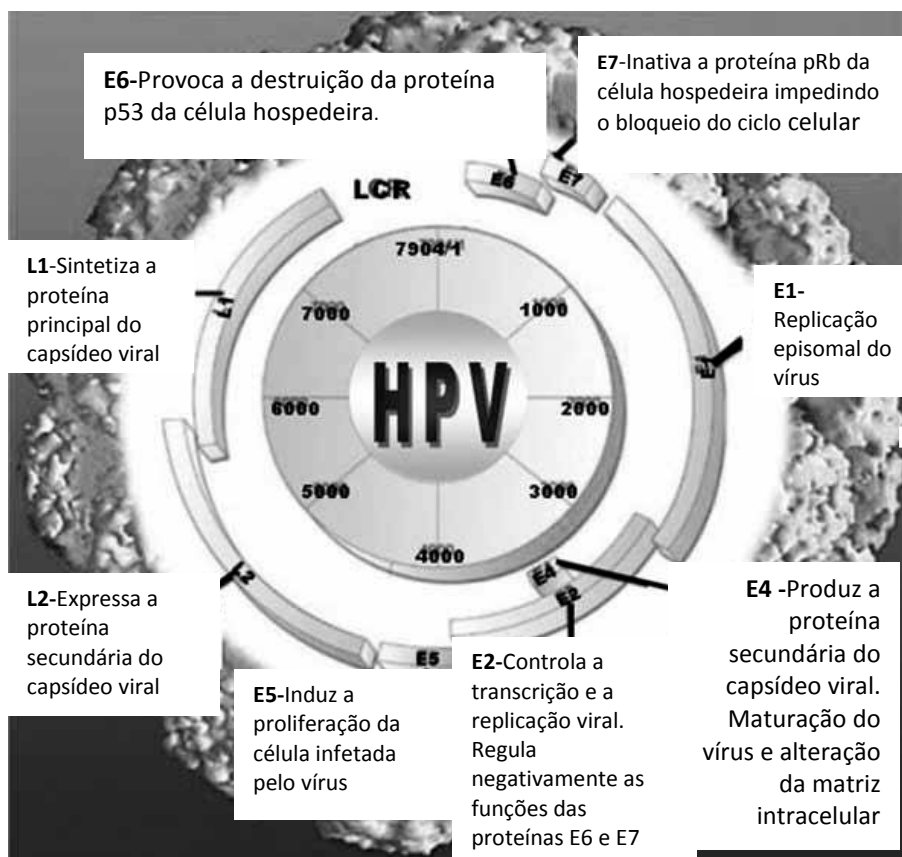 E6-Provoca a destruição da proteína
p53 da célula hospedeira.
E7-Inativa a proteína pRb da
célula hospedeira impedindo
o bloqueio do ciclo celular
LCR
E6
E7
L1
7904/1
7000
1000
E1
L1-Sintetiza a
proteína
principal do
capsídeo viral
E1-
Replicação
episomal do
vírus
HPV
6000
2000
5000
3000
4000
L2
E4
E2
E5
L2-Expressa a
proteína
secundária do
capsídeo viral
E5-Induz a
proliferação da
célula infetada
pelo vírus
E2-Controla a
transcrição e a
replicação viral.
Regula
negativamente as
funções das
proteínas E6 e E7
E4 -Produz a
proteína
secundária do
capsídeo viral.
Maturação do
vírus e alteração
da matriz
intracelular